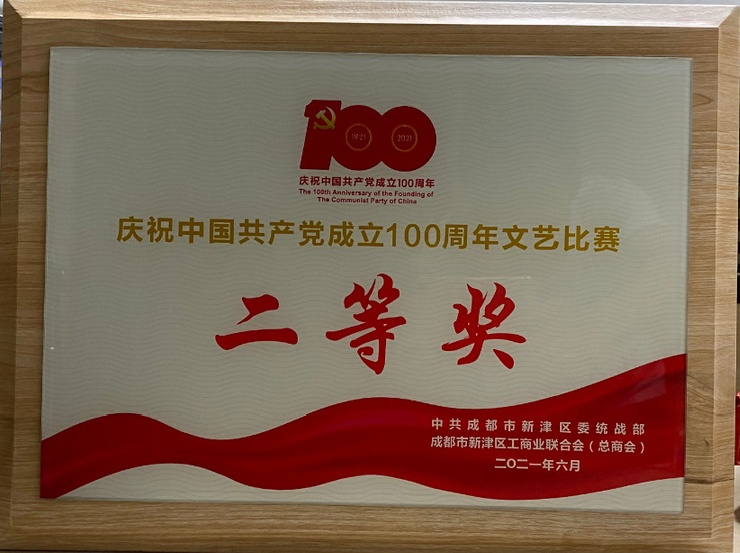 100
1921 2021
庆祝中国共产党成立100周年
The 100th Anniversary of the Founding of
The Communist Party of China
庆祝中国共产党成立100周年文艺比赛
二等奖
中共成都市新津区委统战部
成都市新津区工商业联合会（总商会）
二〇二一年六月